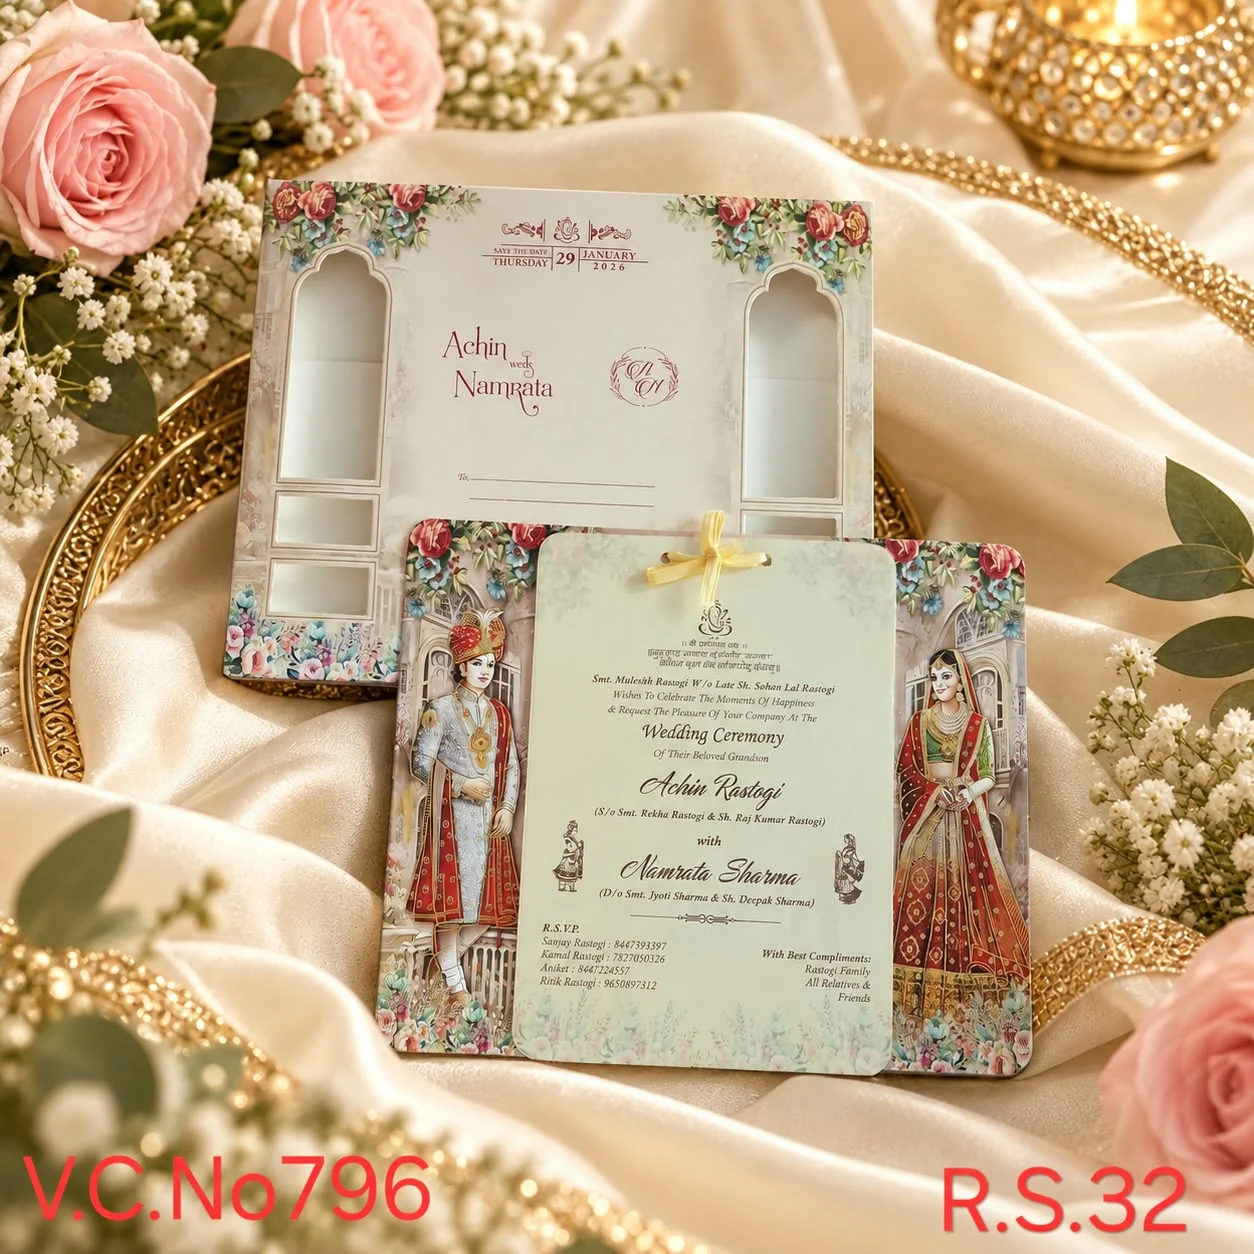 SAVE THE DATE
THURSDAY 29 JANUARY 2026
Achin
weds
Namrata
To,
Smt. Mulesh Rastogi W/o Late Sh. Sohan Lal Rastogi
Wishes To Celebrate The Moments Of Happiness
& Request The Pleasure Of Your Company At The
Wedding Ceremony
Of Their Beloved Grandson
Achin Rastogi
(S/o Smt. Rekha Rastogi & Sh. Raj Kumar Rastogi)
with
Namrata Sharma
(D/o Smt. Jyoti Sharma & Sh. Deepak Sharma)
R.S.V.P.
Sanjay Rastogi : 8447393397
Kamal Rastogi : 7827050326
Aniket : 8447224557
Ritik Rastogi : 9650897312
With Best Compliments:
Rastogi Family
All Relatives &
Friends
V.C.No796
R.S.32